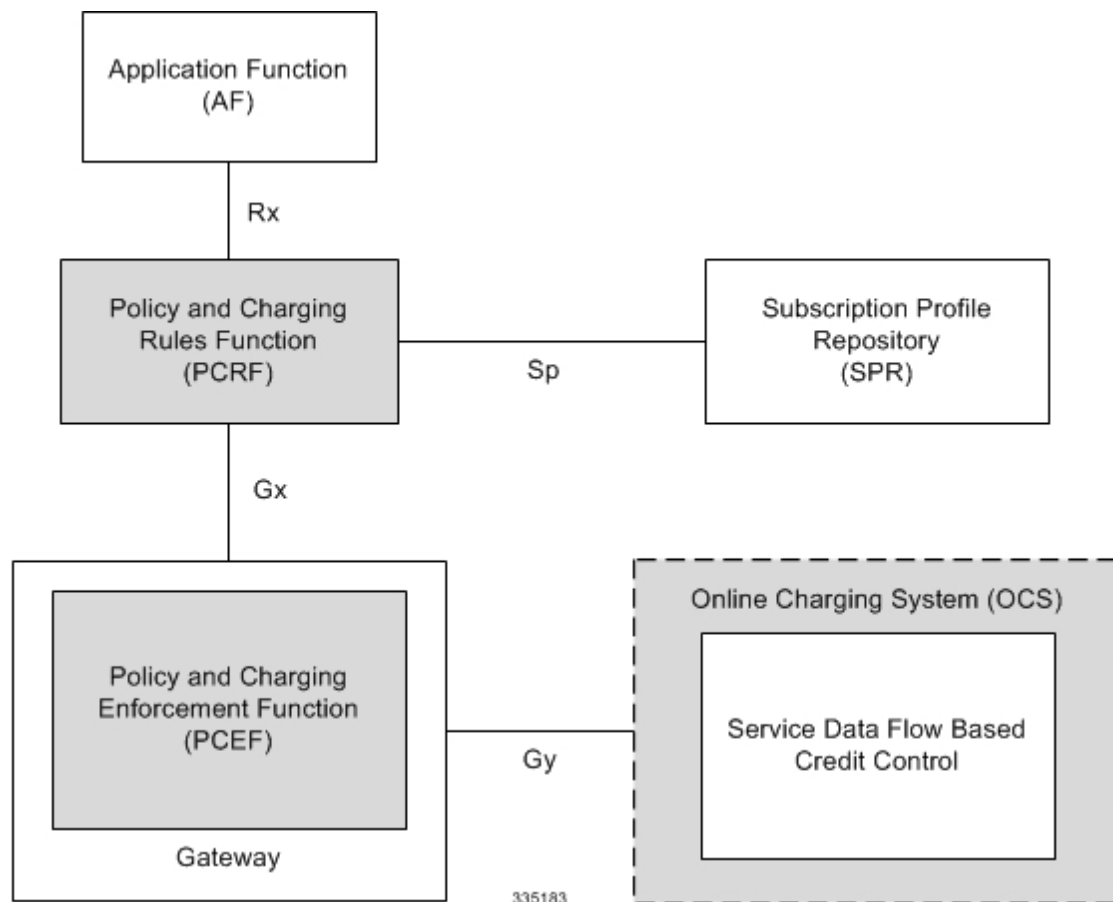 Application Function
(AF)
Rx
Policy and Charging
Rules Function
(PCRF)
Sp
Subscription Profile
Repository
(SPR)
Gx
Policy and Charging
Enforcement Function
(PCEF)
Gateway
Gy
Online Charging System (OCS)
Service Data Flow Based
Credit Control
335183